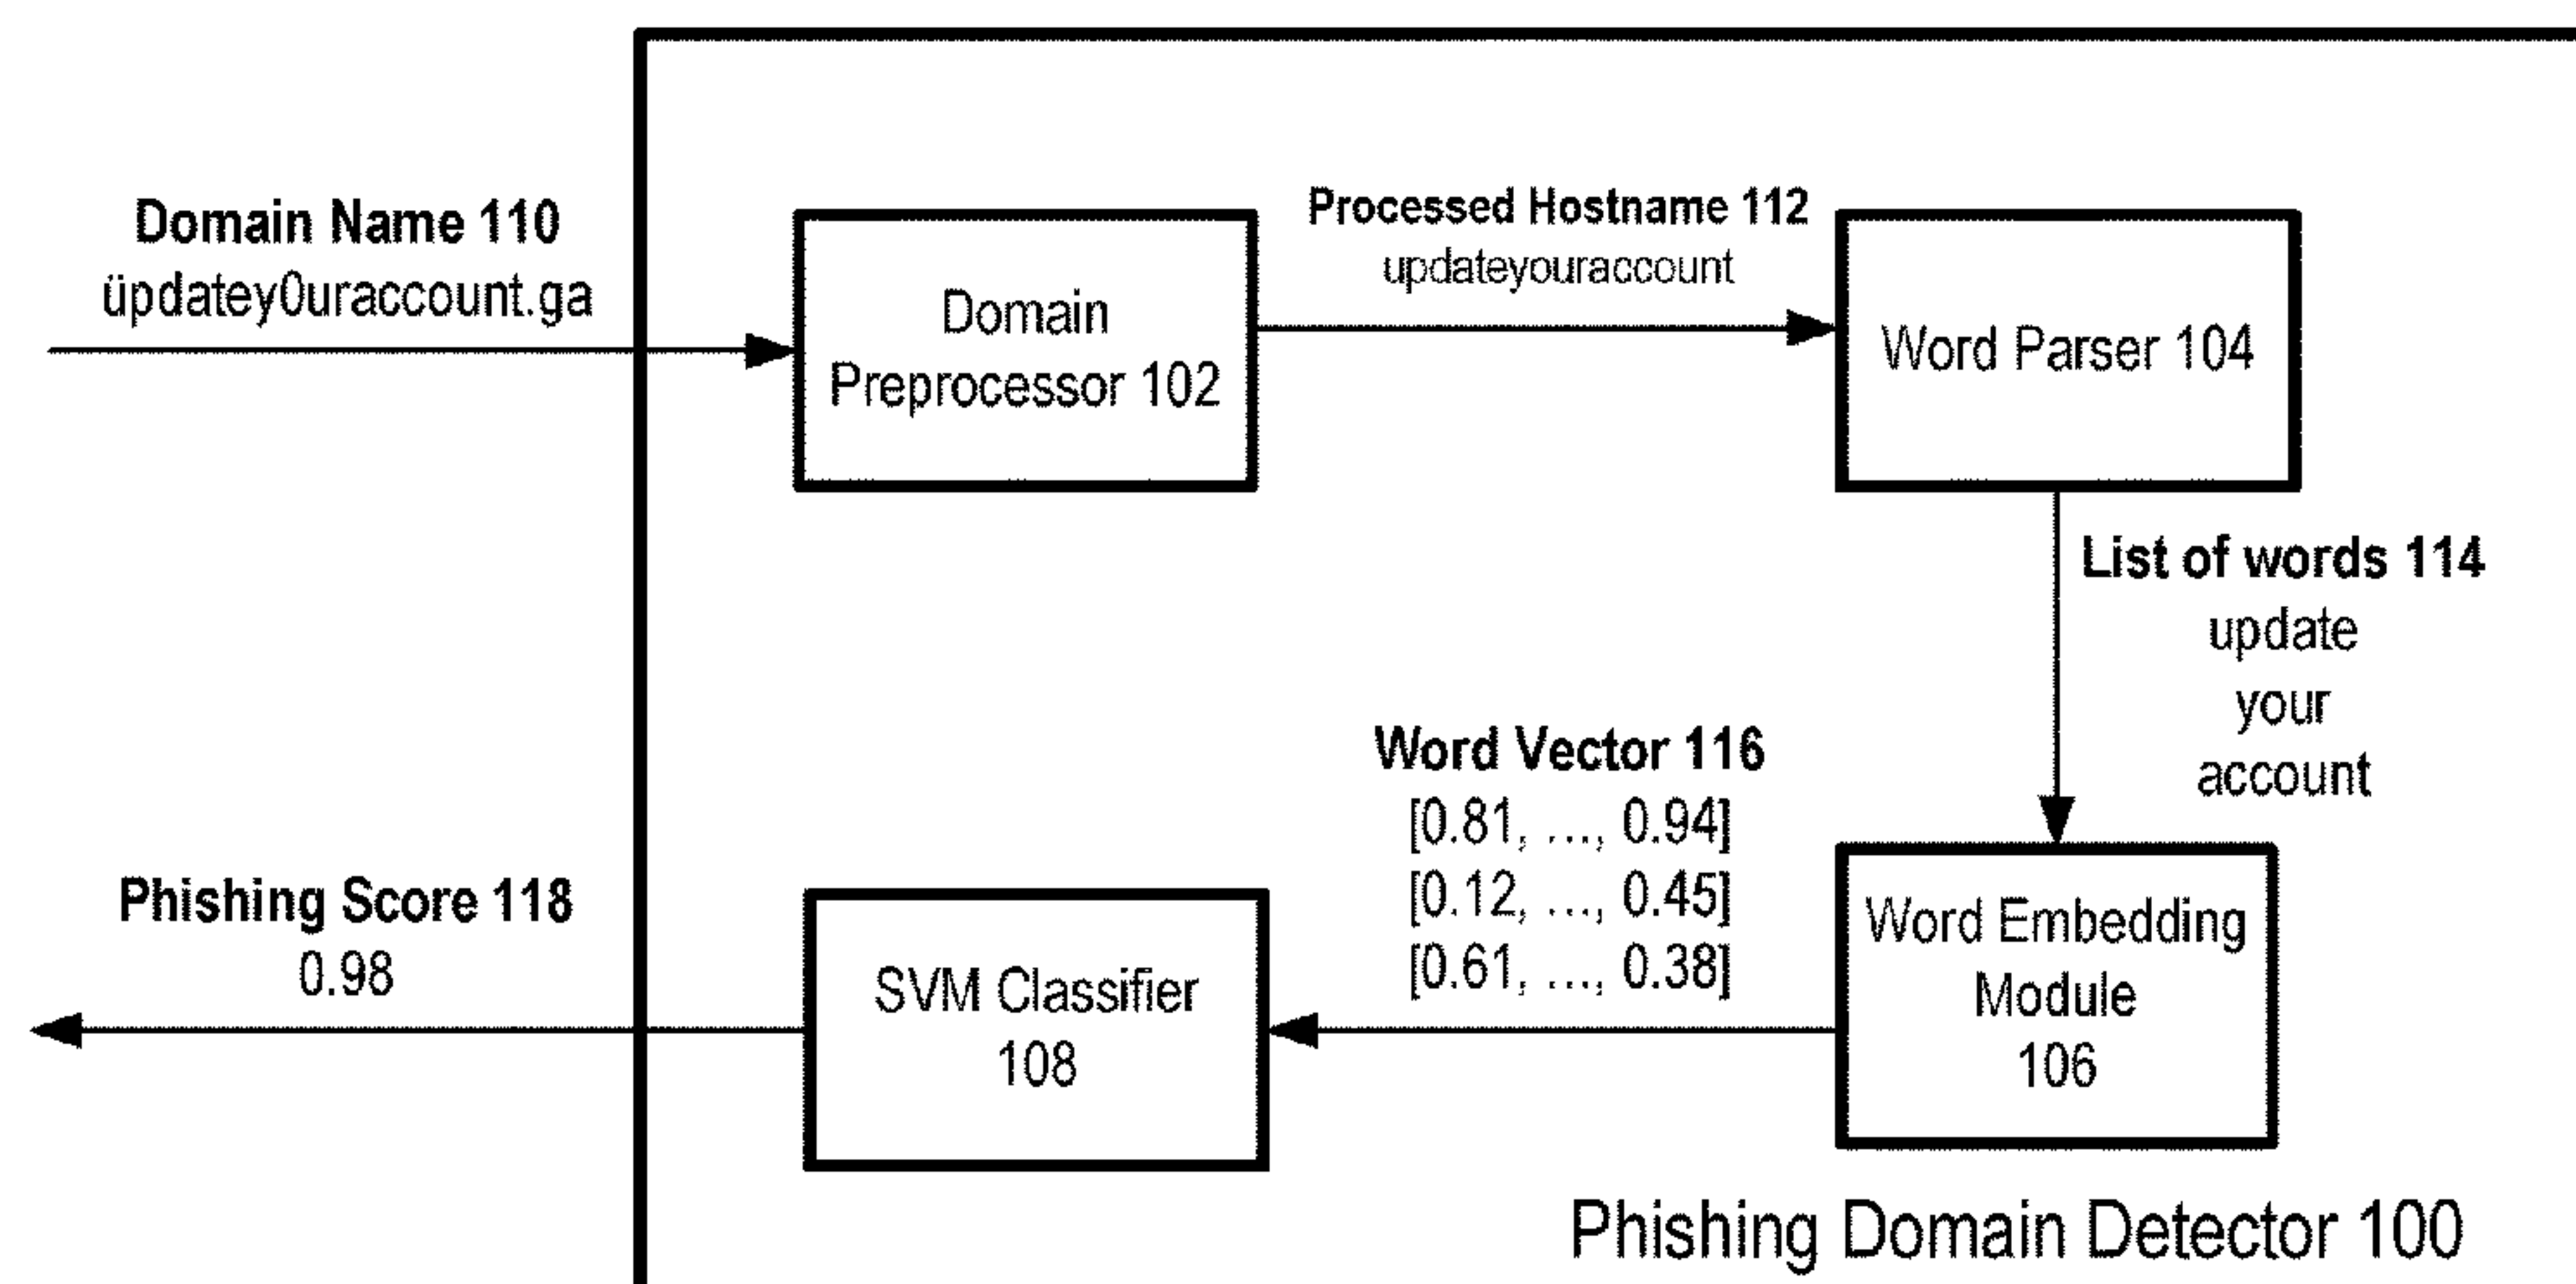 Domain Name 110
üpdatey0uraccount.ga
Domain
Preprocessor 102
Processed Hostname 112
updateyouraccount
Word Parser 104
List of words 114
update
your
account
Word Embedding
Module
106
Word Vector 116
[0.81, ..., 0.94]
[0.12, ..., 0.45]
[0.61, ..., 0.38]
SVM Classifier
108
Phishing Score 118
0.98
Phishing Domain Detector 100